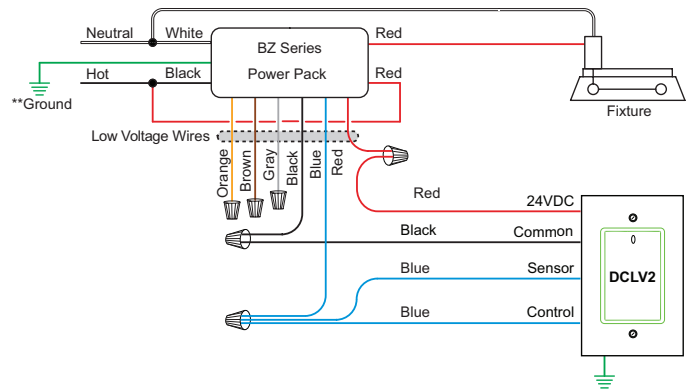 Neutral White
BZ Series
Power Pack
Red
Hot Black
Red
**Ground
Fixture
Low Voltage Wires
Orange
Brown
Gray
Black
Blue
Red
Red
24VDC
Black
Common
Blue
Sensor
DCLV2
Blue
Control